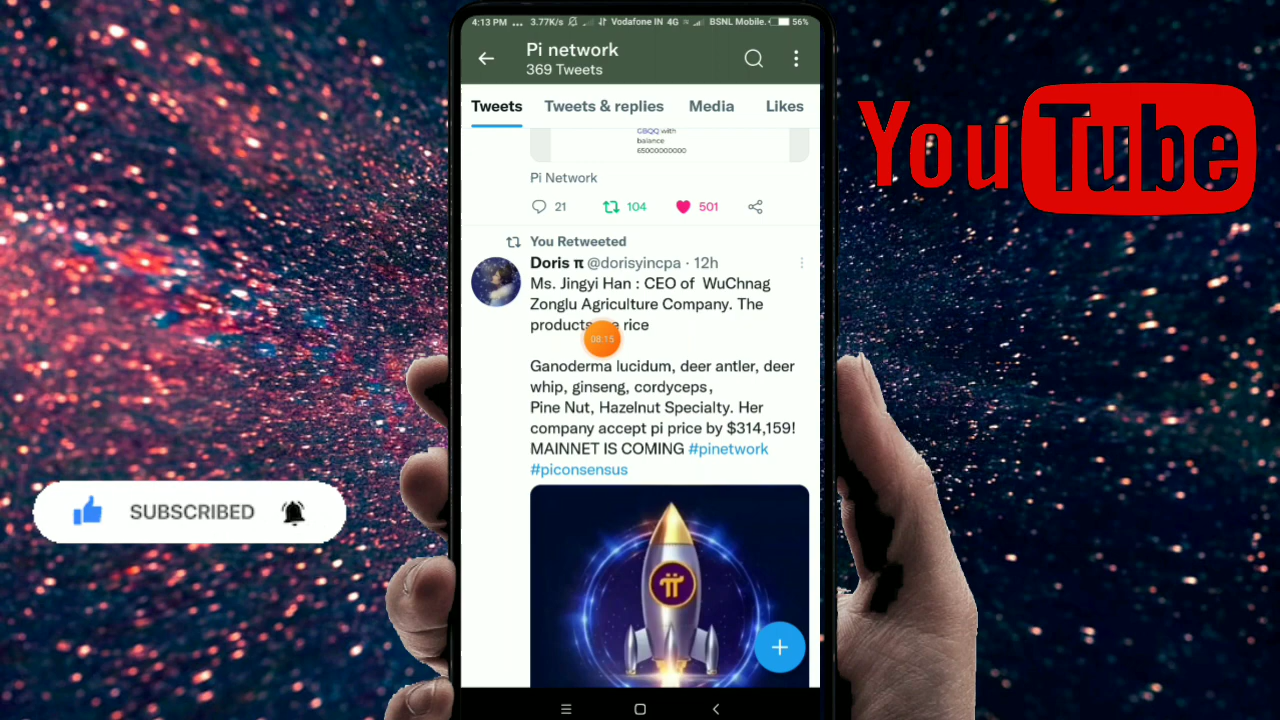 4:13 PM ... 3.77K/s Vodafone IN 4G BSNL Mobile. 56%
Pi network
369 Tweets
Tweets Tweets & replies Media Likes
GBQQ with
balance
65000000000
Pi Network
21 104 501
You Retweeted
Doris π @dorisyincpa · 12h
Ms. Jingyi Han : CEO of WuChnag
Zonglu Agriculture Company. The
products rice
08:15
Ganoderma lucidum, deer antler, deer
whip, ginseng, cordyceps,
Pine Nut, Hazelnut Specialty. Her
company accept pi price by $314,159!
MAINNET IS COMING #pinetwork
#piconsensus
YouTube
SUBSCRIBED